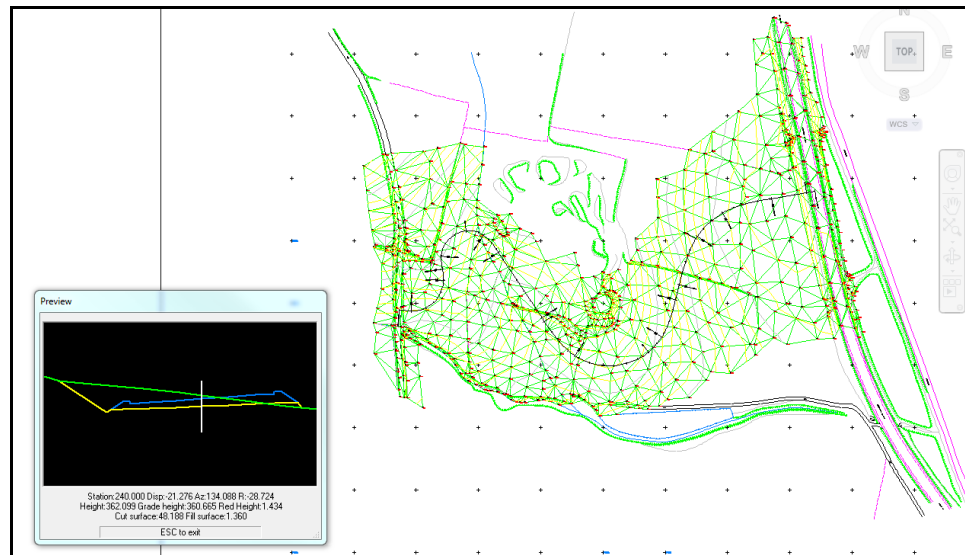 N
W
TOP
E
S
WCS
Preview
Station:240.000 Disp:-21.276 Az:134.088 R:-28.724
Height:362.099 Grade height:360.665 Red Height:1.434
Cut surface:48.188 Fill surface:1.360
ESC to exit